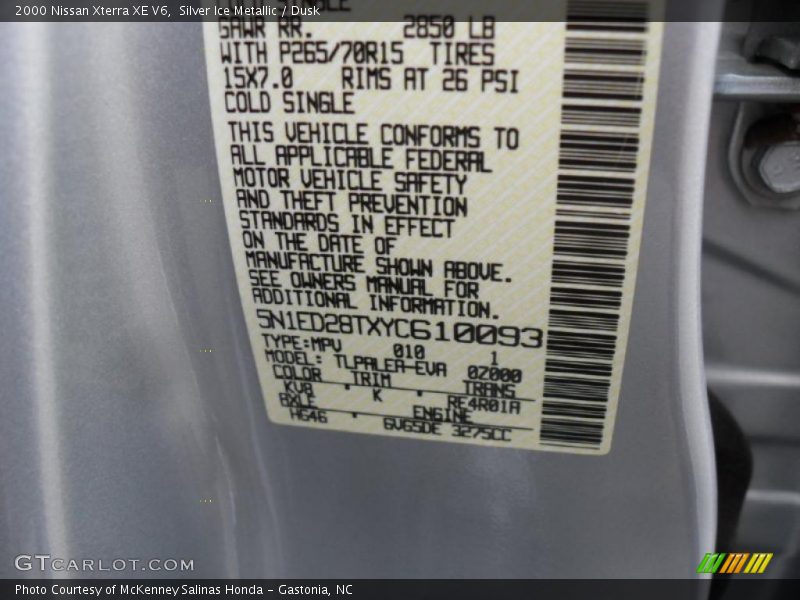 2000 Nissan Xterra XE V6,  Silver Ice Metallic / Dusk
GAWR RR. 2850 LB
WITH P265/70R15 TIRES
15X7.0 RIMS AT 26 PSI
COLD SINGLE
THIS VEHICLE CONFORMS TO
ALL APPLICABLE FEDERAL
MOTOR VEHICLE SAFETY
AND THEFT PREVENTION
STANDARDS IN EFFECT
ON THE DATE OF
MANUFACTURE SHOWN ABOVE.
SEE OWNERS MANUAL FOR
ADDITIONAL INFORMATION.
5N1ED28TXYC610093
TYPE:MPV 010 1
MODEL: TLPALEA-EVA 0Z000
COLOR TRIM TRANS
KV8 K RE4R01A
AXLE ENGINE
HG46 6VG5DE 3275CC
GTCARLOT.COM
Photo Courtesy of McKenney Salinas Honda - Gastonia, NC